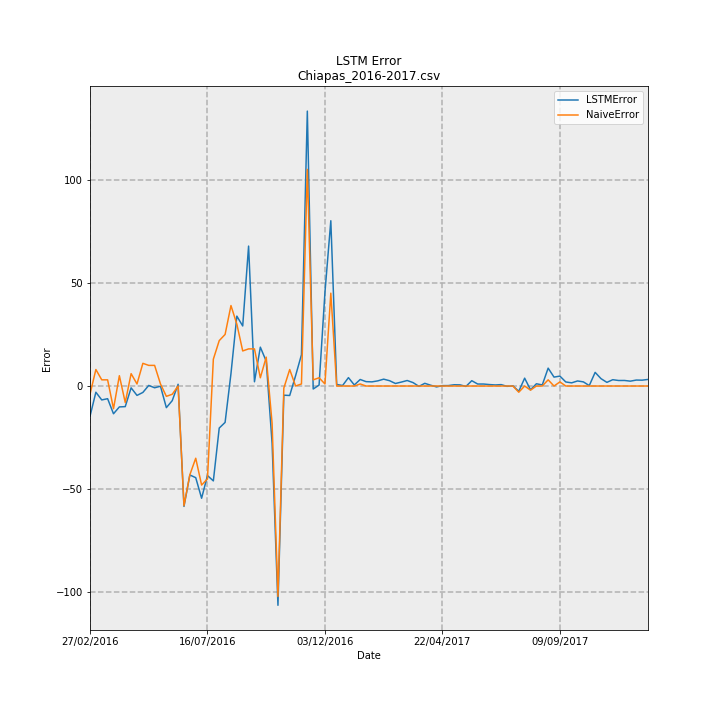 LSTM Error
Chiapas_2016-2017.csv
LSTMError
NaiveError
100
50
0
−50
−100
Error
27/02/2016 16/07/2016 03/12/2016 22/04/2017 09/09/2017
Date